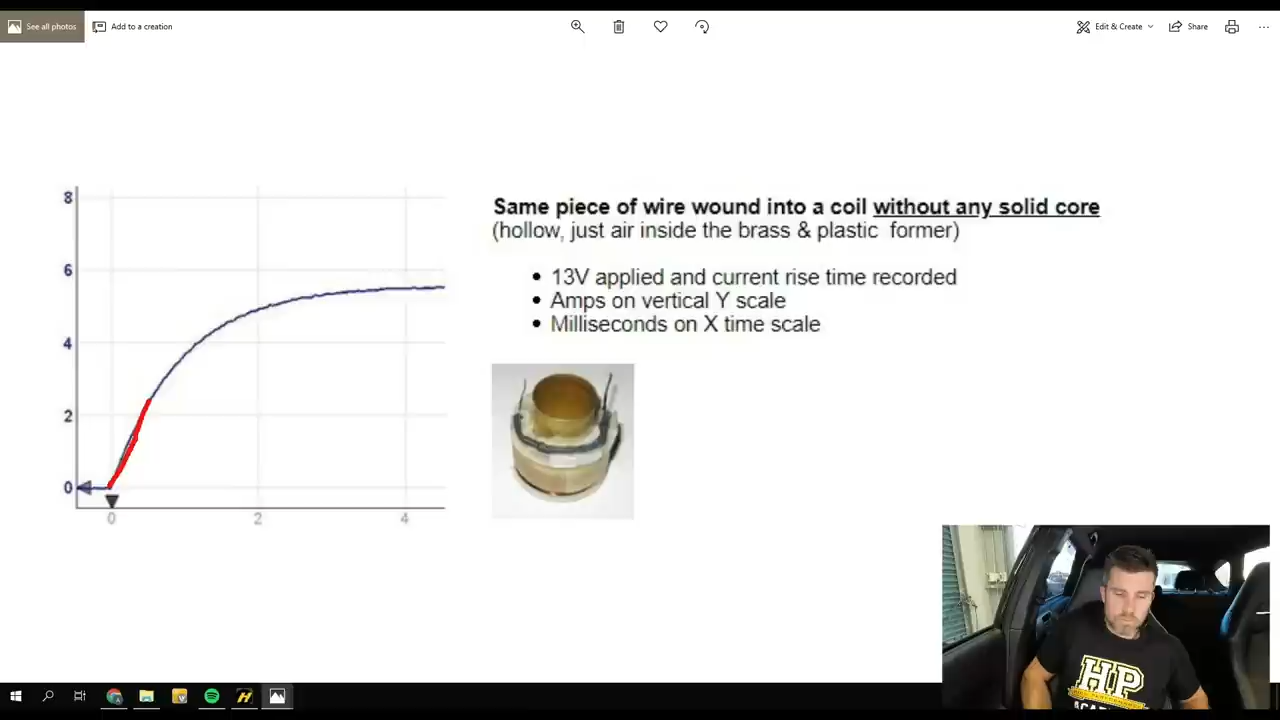 See all photos
Add to a creation
Edit & Create
Share
8
6
4
2
0
0
2
4
Same piece of wire wound into a coil without any solid core
(hollow, just air inside the brass & plastic former)
• 13V applied and current rise time recorded
• Amps on vertical Y scale
• Milliseconds on X time scale
HP